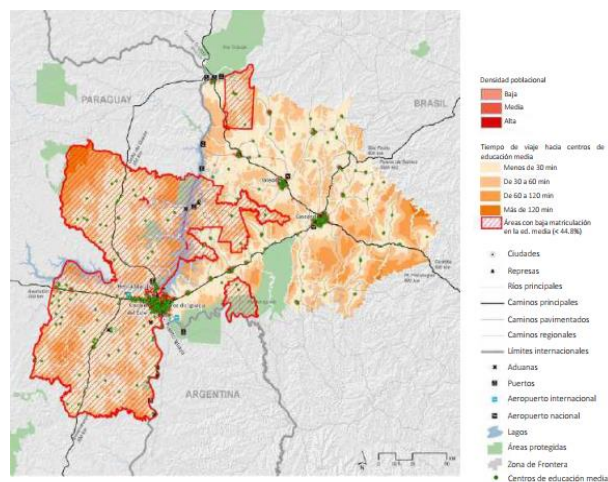 PARAGUAY
BRASIL
ARGENTINA
Densidad poblacional
Baja
Media
Alta
Tiempo de viaje hacia centros de
educación media
Menos de 30 min
De 30 a 60 min
De 60 a 120 min
Más de 120 min
Áreas con baja matriculación
en la ed. media (< 44.8%)
Ciudades
Represas
Ríos principales
Caminos principales
Caminos pavimentados
Caminos regionales
Límites internacionales
Aduanas
Puertos
Aeropuerto internacional
Aeropuerto nacional
Lagos
Áreas protegidas
Zona de Frontera
Centros de educación media